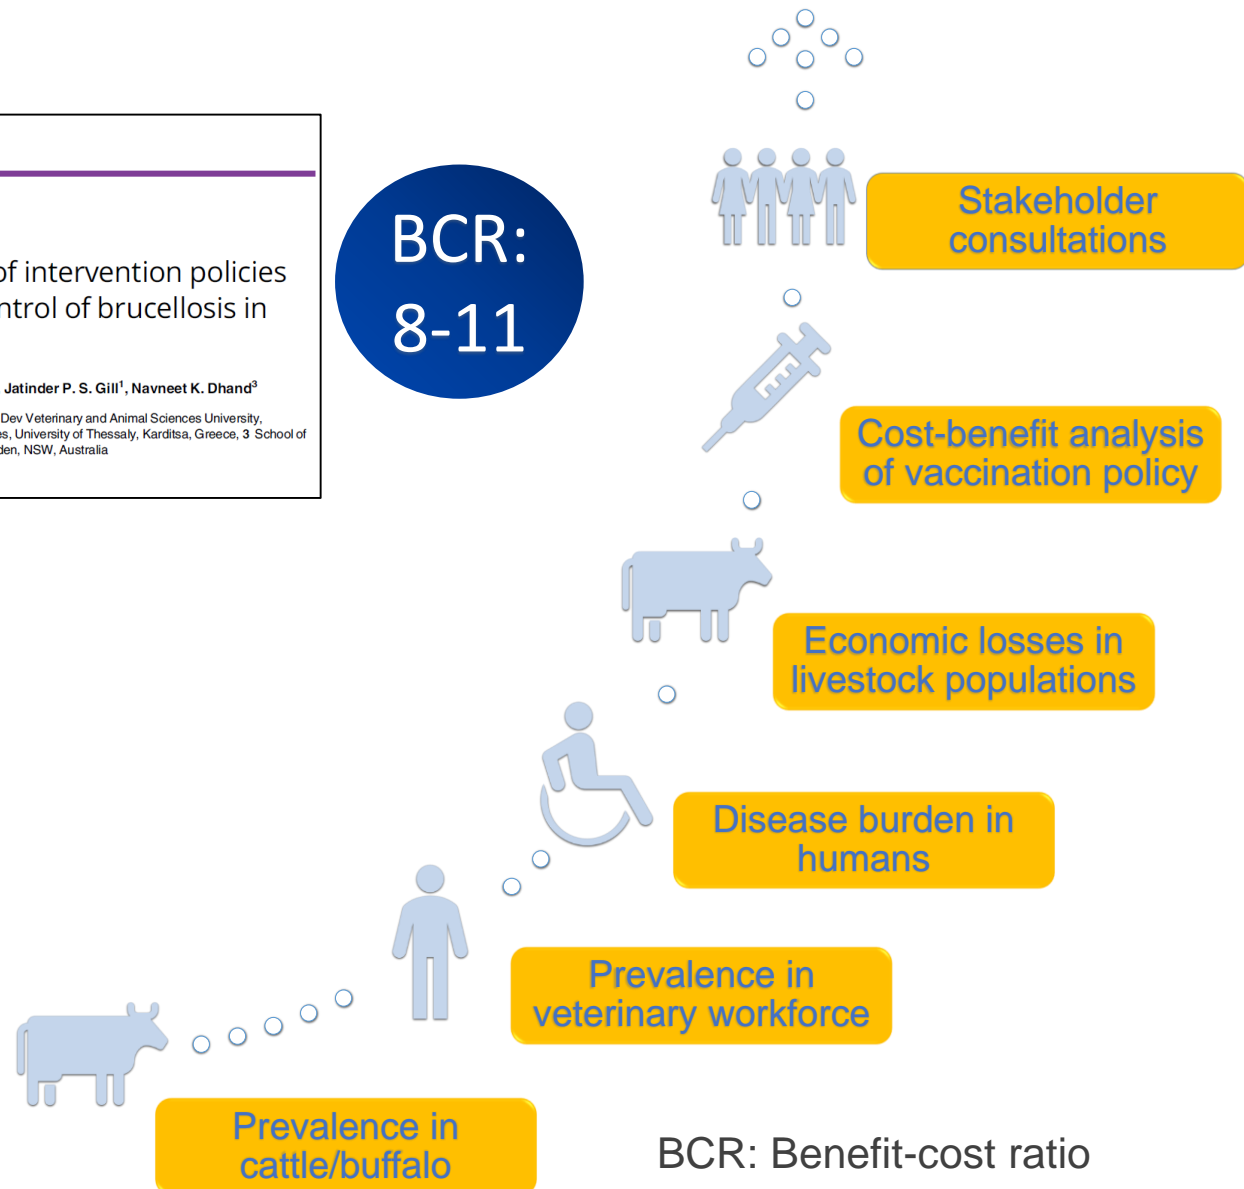 of intervention policies
ntrol of brucellosis in
Jatinder P. S. Gill1, Navneet K. Dhand3
Dev Veterinary and Animal Sciences University,
es, University of Thessaly, Karditsa, Greece, 3 School of
den, NSW, Australia
BCR:
8-11
Stakeholder
consultations
Cost-benefit analysis
of vaccination policy
Economic losses in
livestock populations
Disease burden in
humans
Prevalence in
veterinary workforce
Prevalence in
cattle/buffalo
BCR: Benefit-cost ratio